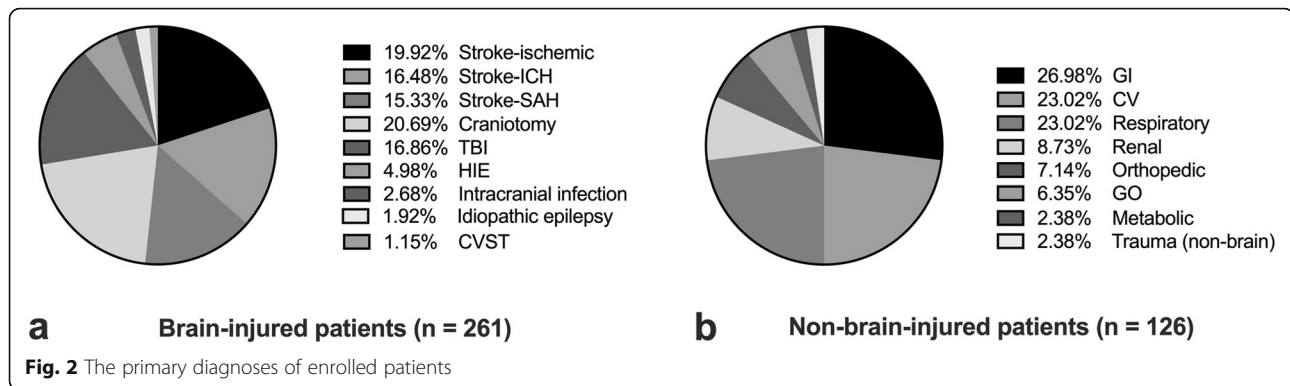 19.92% Stroke-ischemic
16.48% Stroke-ICH
15.33% Stroke-SAH
20.69% Craniotomy
16.86% TBI
4.98% HIE
2.68% Intracranial infection
1.92% Idiopathic epilepsy
1.15% CVST
a Brain-injured patients (n = 261)
26.98% GI
23.02% CV
23.02% Respiratory
8.73% Renal
7.14% Orthopedic
6.35% GO
2.38% Metabolic
2.38% Trauma (non-brain)
b Non-brain-injured patients (n = 126)
Fig. 2 The primary diagnoses of enrolled patients